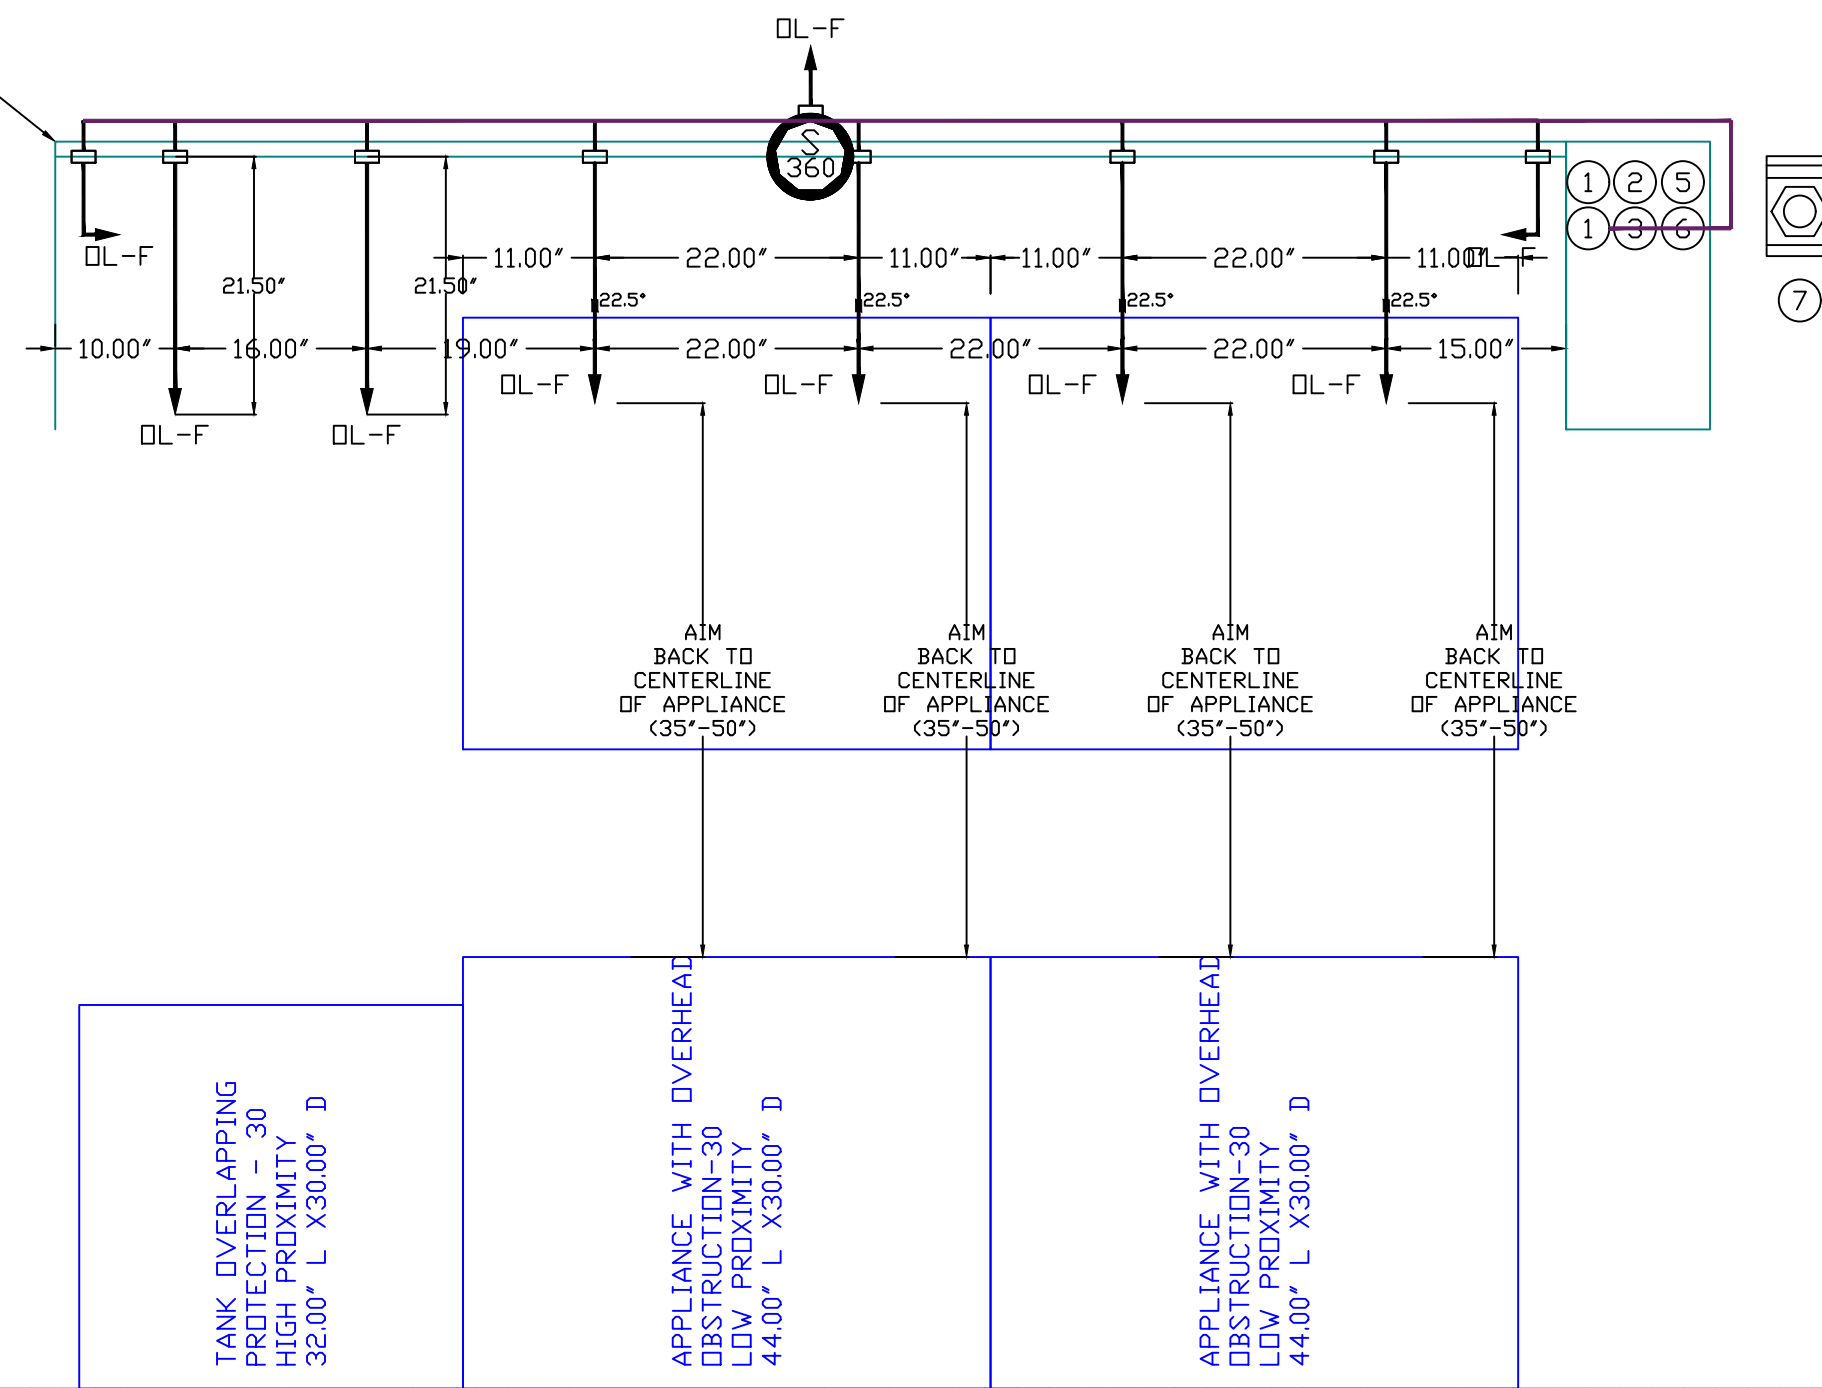 OL-F
S
360
1 2 5
1 3 6
7
OL-F
OL-F
11.00" 22.00" 11.00" 11.00" 22.00" 11.00"
21.50" 21.50"
22.5° 22.5° 22.5° 22.5°
10.00" 16.00" 19.00" 22.00" 22.00" 22.00" 15.00"
OL-F OL-F OL-F OL-F
OL-F OL-F
AIM
BACK TO
CENTERLINE
OF APPLIANCE
(35"-50")
AIM
BACK TO
CENTERLINE
OF APPLIANCE
(35"-50")
AIM
BACK TO
CENTERLINE
OF APPLIANCE
(35"-50")
AIM
BACK TO
CENTERLINE
OF APPLIANCE
(35"-50")
TANK OVERLAPPING
PROTECTION - 30
HIGH PROXIMITY
32.00" L X30.00" D
APPLIANCE WITH OVERHEAD
OBSTRUCTION-30
LOW PROXIMITY
44.00" L X30.00" D
APPLIANCE WITH OVERHEAD
OBSTRUCTION-30
LOW PROXIMITY
44.00" L X30.00" D